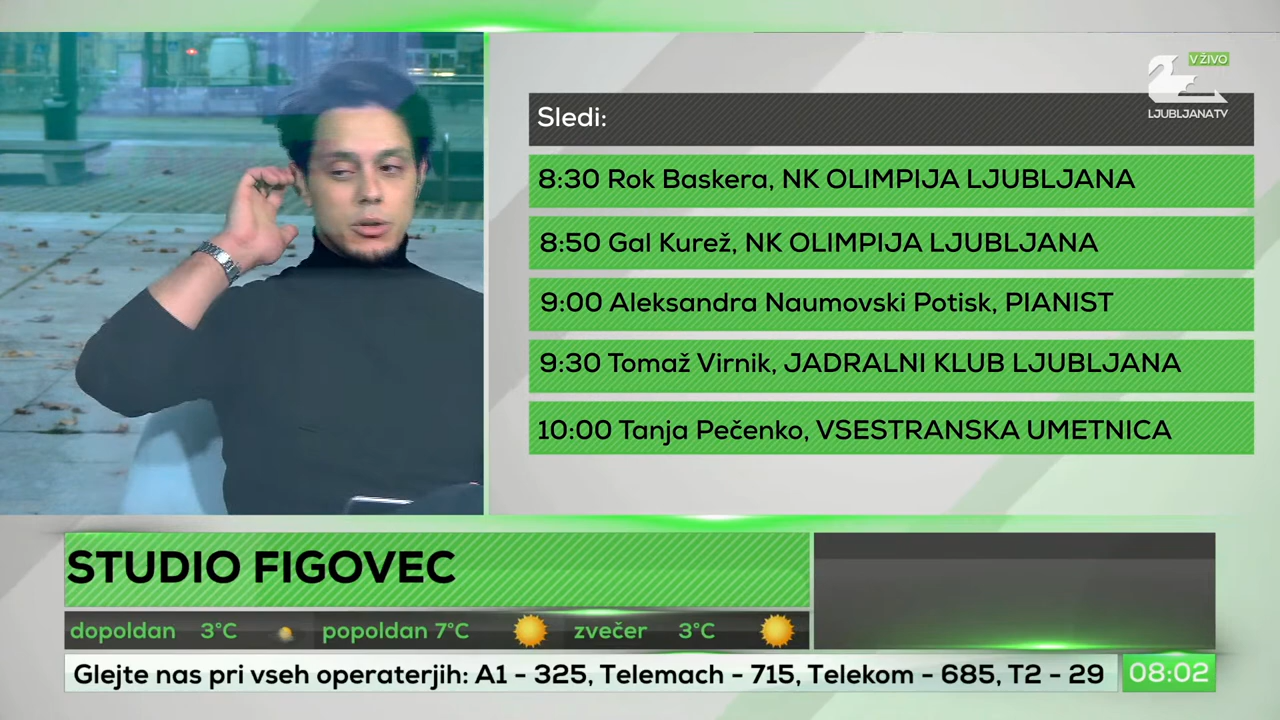 V ŽIVO
LJUBLJANATV
Sledi:
8:30 Rok Baskera, NK OLIMPIJA LJUBLJANA
8:50 Gal Kurež, NK OLIMPIJA LJUBLJANA
9:00 Aleksandra Naumovski Potisk, PIANIST
9:30 Tomaž Virnik, JADRALNI KLUB LJUBLJANA
10:00 Tanja Pečenko, VSESTRANSKA UMETNICA
STUDIO FIGOVEC
dopoldan 3°C popoldan 7°C zvečer 3°C
Glejte nas pri vseh operaterjih: A1 - 325, Telemach - 715, Telekom - 685, T2 - 29
08:02